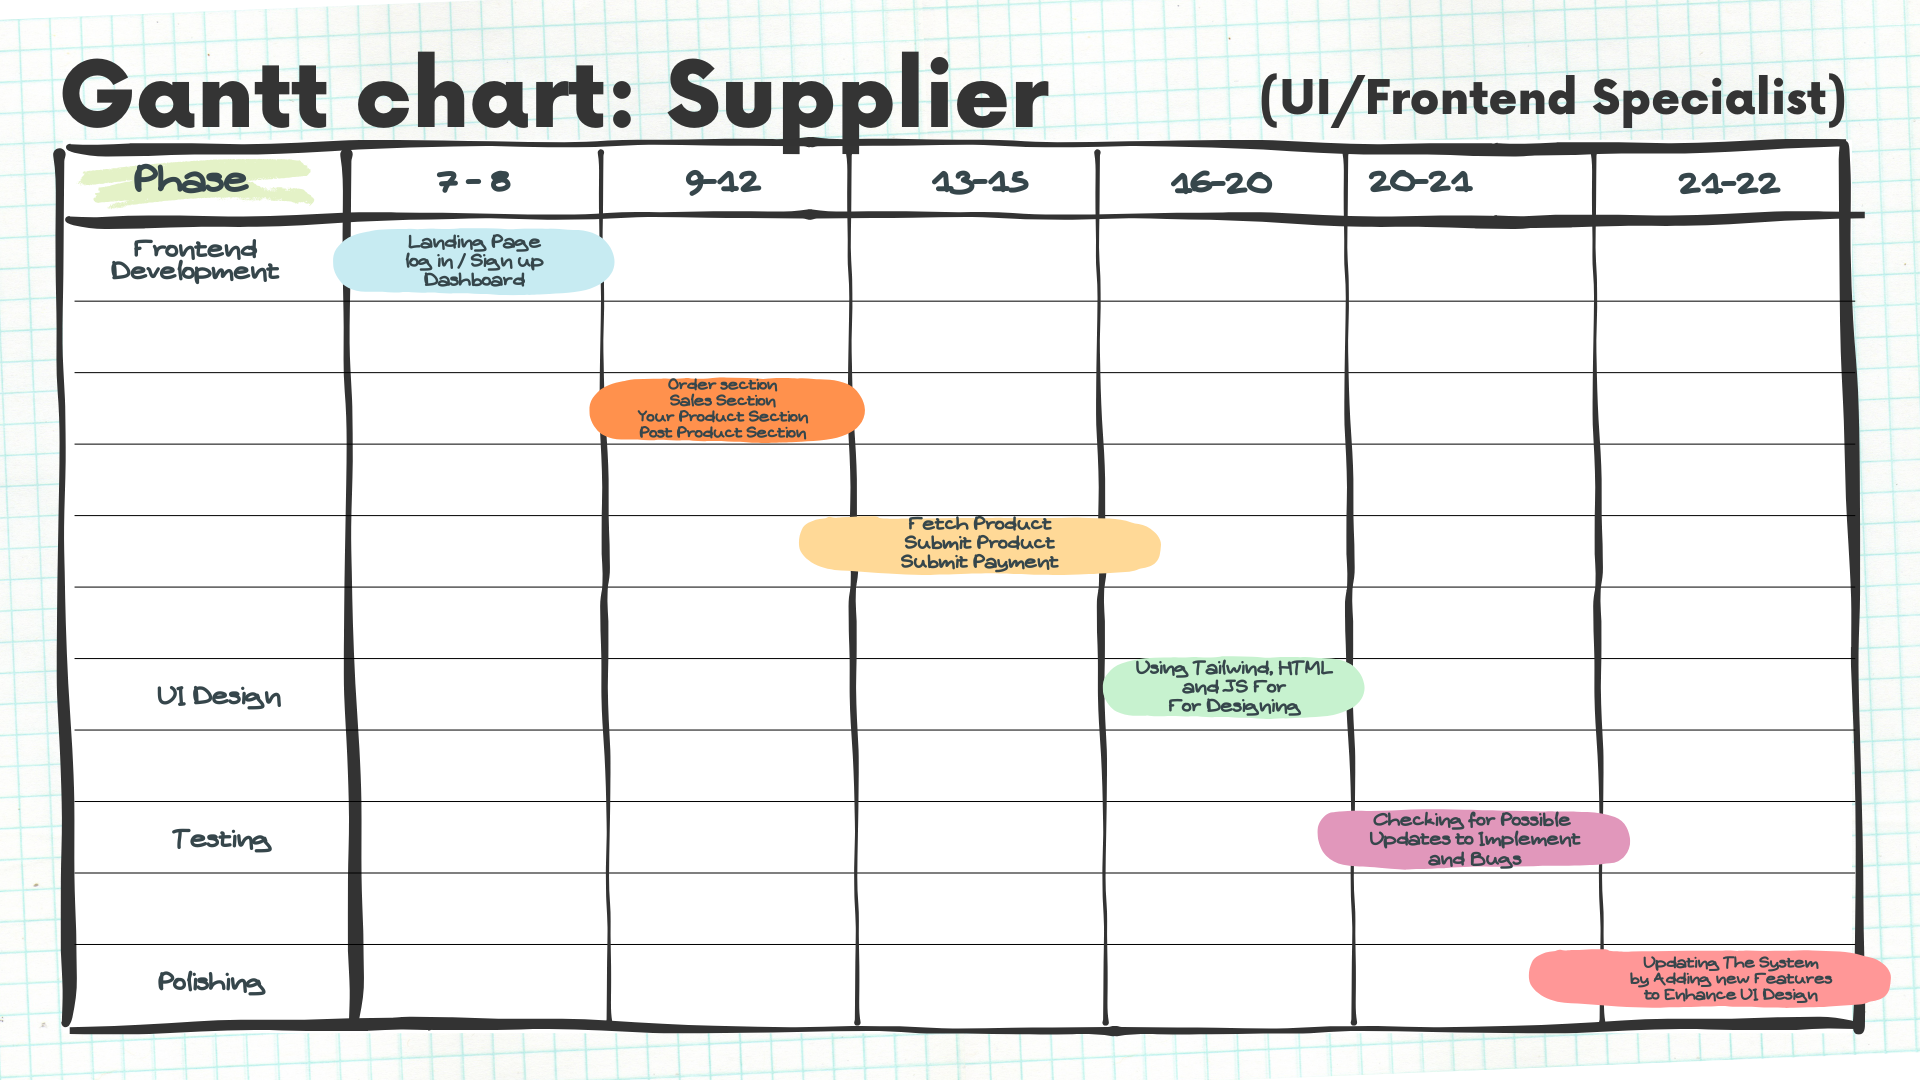 Gantt chart: Supplier
(UI/Frontend Specialist)
Phase
7 - 8
9-12
13-15
16-20
20-21
21-22
Frontend
Development
Landing Page
log in / Sign up
Dashboard
Order section
Sales Section
Your Product Section
Post Product Section
Fetch Product
Submit Product
Submit Payment
UI Design
Using Tailwind, HTML
and JS For
For Designing
Testing
Checking for Possible
Updates to Implement
and Bugs
Polishing
Updating The System
by Adding new Features
to Enhance UI Design